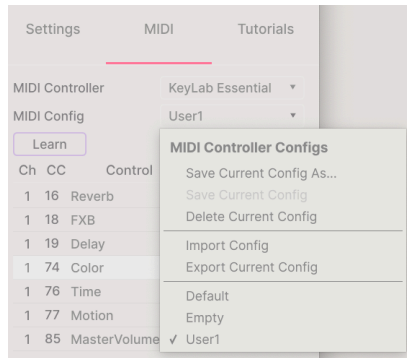 Settings MIDI Tutorials
MIDI Controller KeyLab Essential ▼
MIDI Config User1 ▼
Learn
MIDI Controller Configs
Save Current Config As...
Save Current Config
Delete Current Config
Import Config
Export Current Config
Default
Empty
✓ User1
Ch CC Control
1 16 Reverb
1 18 FXB
1 19 Delay
1 74 Color
1 76 Time
1 77 Motion
1 85 MasterVolume